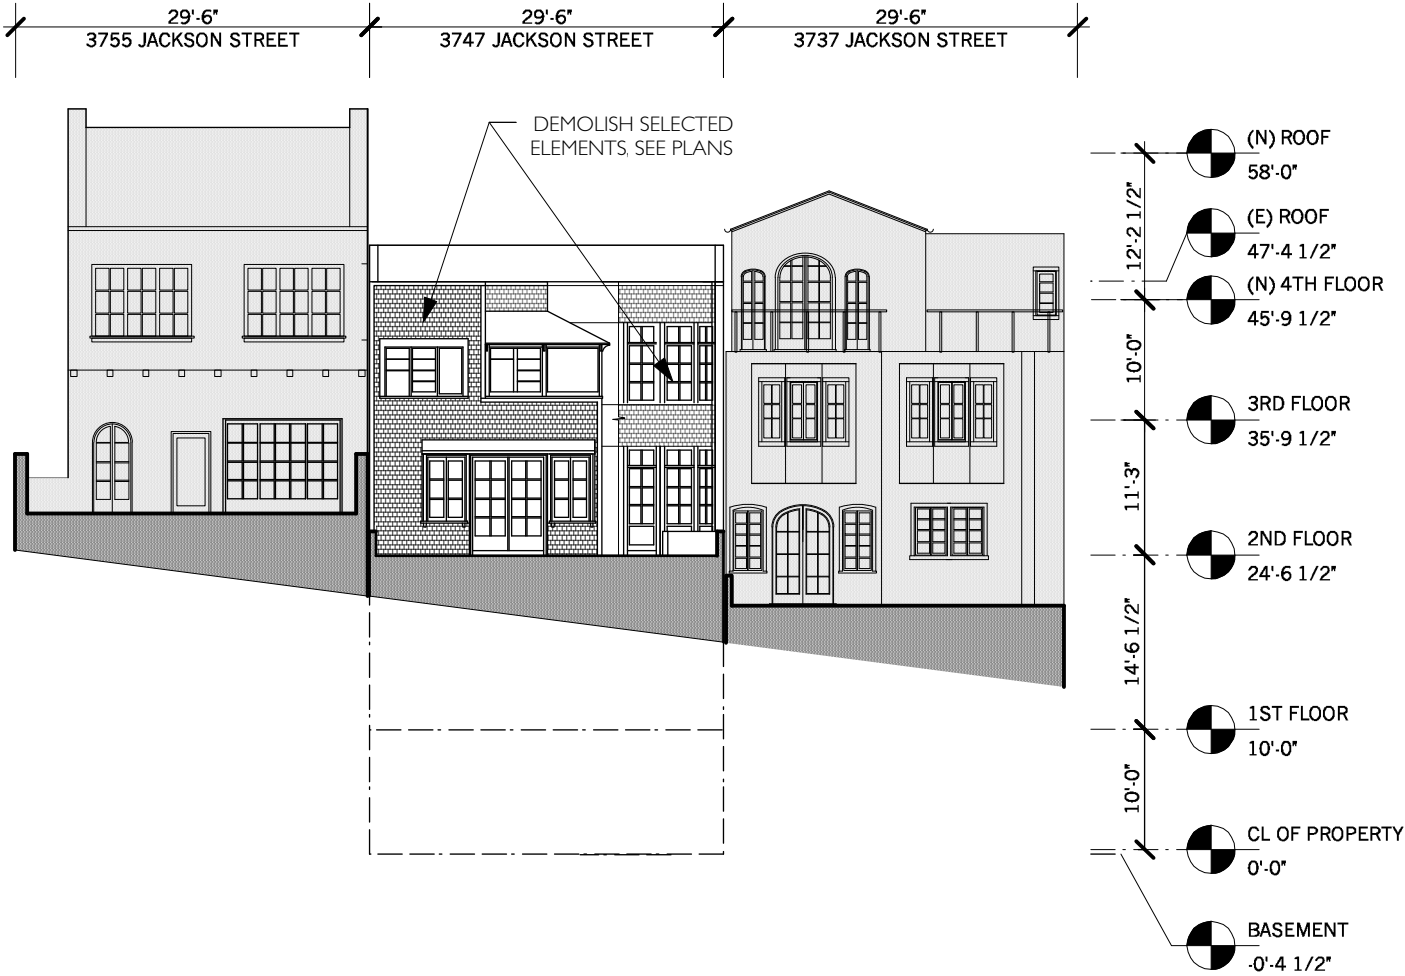 29'-6" 29'-6" 29'-6"
3755 JACKSON STREET 3747 JACKSON STREET 3737 JACKSON STREET
DEMOLISH SELECTED
ELEMENTS, SEE PLANS
(N) ROOF
58'-0"
12'-2 1/2"
(E) ROOF
47'-4 1/2"
(N) 4TH FLOOR
45'-9 1/2"
10'-0"
3RD FLOOR
35'-9 1/2"
11'-3"
2ND FLOOR
24'-6 1/2"
14'-6 1/2"
1ST FLOOR
10'-0"
10'-0"
CL OF PROPERTY
0'-0"
BASEMENT
-0'-4 1/2"